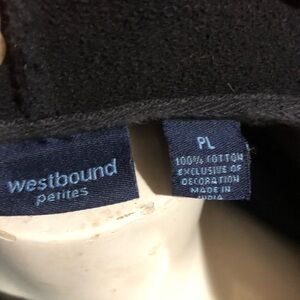 westbound
petites
PL
100% COTTON
EXCLUSIVE OF
DECORATION
MADE IN
INDIA